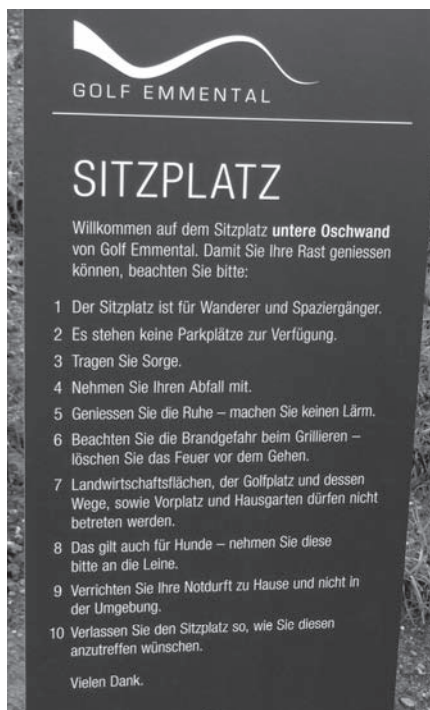 GOLF EMMENTAL
SITZPLATZ
Willkommen auf dem Sitzplatz untere Oschwand
von Golf Emmental. Damit Sie Ihre Rast geniessen
können, beachten Sie bitte:
1 Der Sitzplatz ist für Wanderer und Spaziergänger.
2 Es stehen keine Parkplätze zur Verfügung.
3 Tragen Sie Sorge.
4 Nehmen Sie Ihren Abfall mit.
5 Geniessen Sie die Ruhe – machen Sie keinen Lärm.
6 Beachten Sie die Brandgefahr beim Grillieren –
löschen Sie das Feuer vor dem Gehen.
7 Landwirtschaftsflächen, der Golfplatz und dessen
Wege, sowie Vorplatz und Hausgarten dürfen nicht
betreten werden.
8 Das gilt auch für Hunde – nehmen Sie diese
bitte an die Leine.
9 Verrichten Sie Ihre Notdurft zu Hause und nicht in
der Umgebung.
10 Verlassen Sie den Sitzplatz so, wie Sie diesen
anzutreffen wünschen.
Vielen Dank.